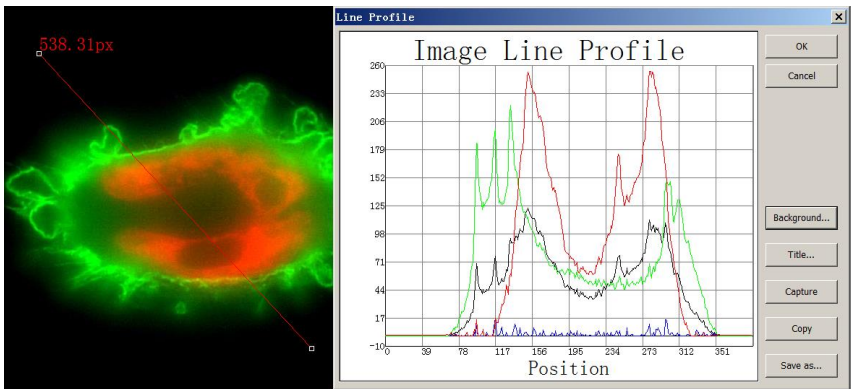 Line Profile
538.31px
Image Line Profile
260
233
206
179
152
125
98
71
44
17
-10
0 39 78 117 156 195 234 273 312 351
Position
OK
Cancel
Background...
Title...
Capture
Copy
Save as...